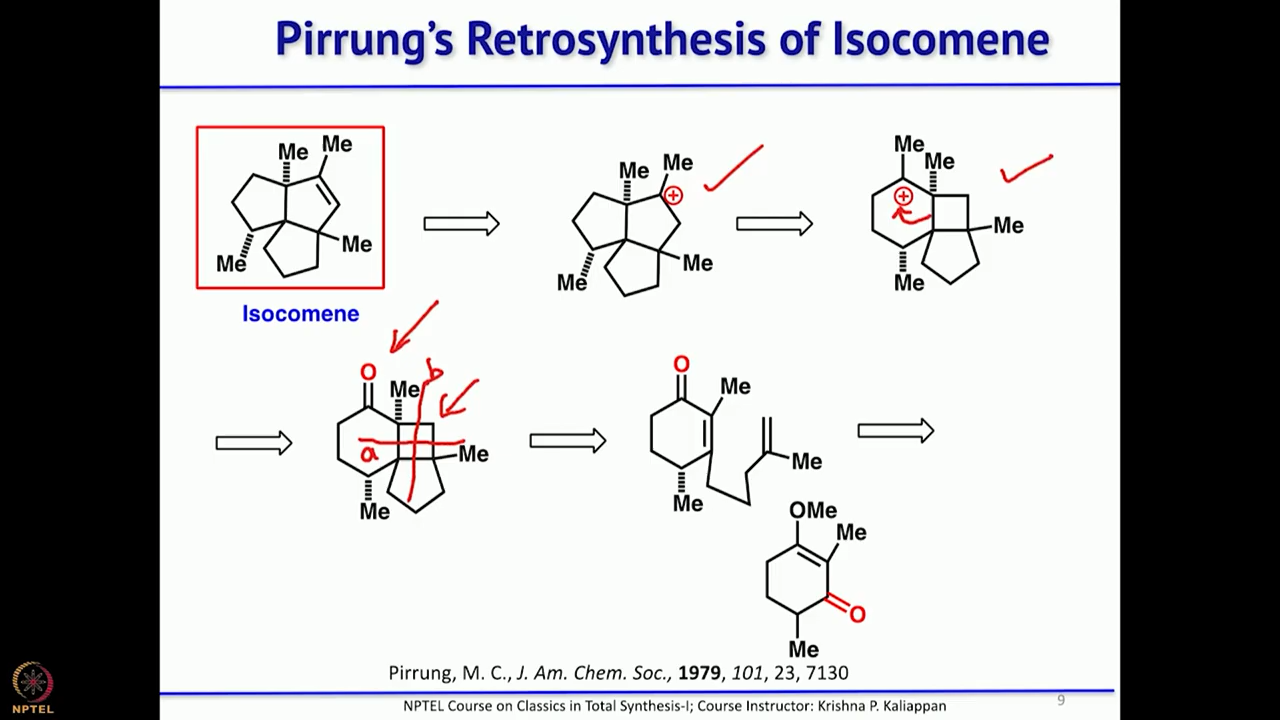 Pirrung's Retrosynthesis of Isocomene
Me Me
Me
Me
Isocomene
Me Me
⊕
Me
Me
Me
Me
⊕
Me
Me
O
Me
b
a
Me
Me
O
Me
Me
Me
OMe
Me
O
Me
Pirrung, M. C., J. Am. Chem. Soc., 1979, 101, 23, 7130
NPTEL
NPTEL Course on Classics in Total Synthesis-I; Course Instructor: Krishna P. Kaliappan
9